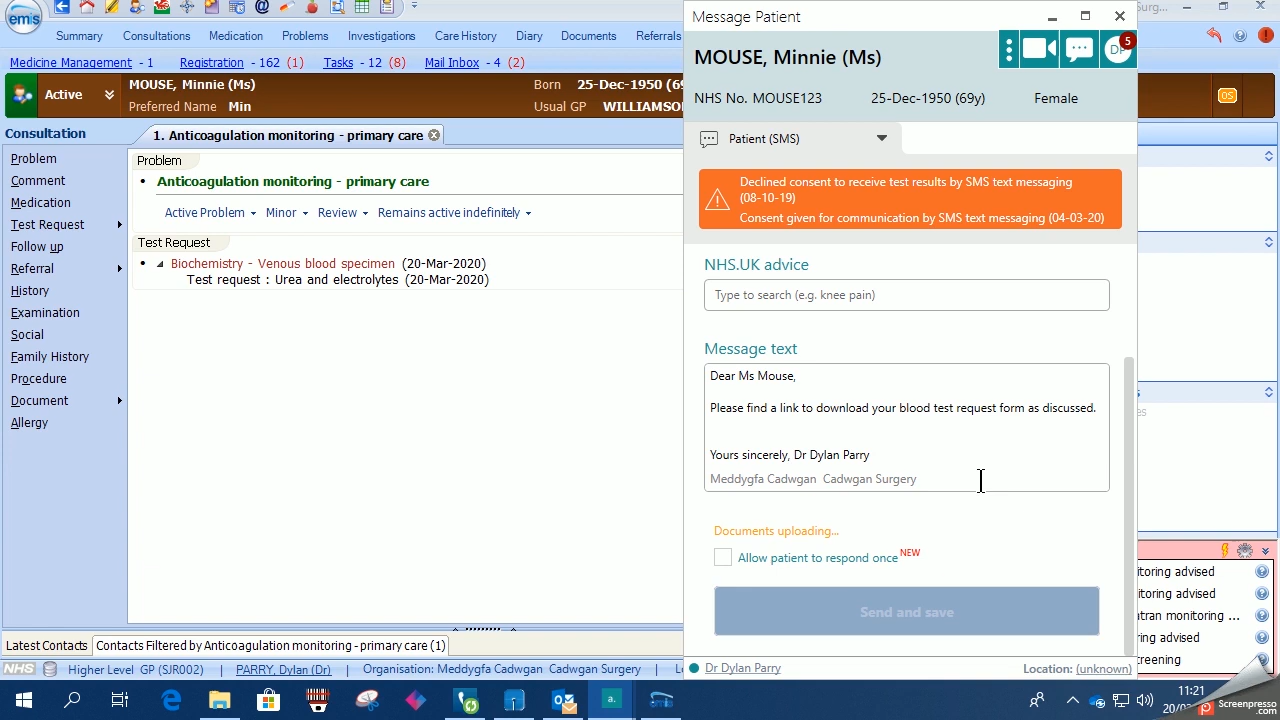 emis
Summary Consultations Medication Problems Investigations Care History Diary Documents Referrals
Medicine Management - 1 Registration - 162 (1) Tasks - 12 (8) Mail Inbox - 4 (2)
Active
MOUSE, Minnie (Ms)
Born 25-Dec-1950 (69
Preferred Name Min
Usual GP WILLIAMSO
OS
Consultation
1. Anticoagulation monitoring - primary care
Problem
Comment
Medication
Test Request
Follow up
Referral
History
Examination
Social
Family History
Procedure
Document
Allergy
Problem
• Anticoagulation monitoring - primary care
Active Problem Minor Review Remains active indefinitely
Test Request
• Biochemistry - Venous blood specimen (20-Mar-2020)
Test request : Urea and electrolytes (20-Mar-2020)
Message Patient
MOUSE, Minnie (Ms)
5
NHS No. MOUSE123 25-Dec-1950 (69y) Female
Patient (SMS)
Declined consent to receive test results by SMS text messaging
(08-10-19)
Consent given for communication by SMS text messaging (04-03-20)
NHS.UK advice
Type to search (e.g. knee pain)
Message text
Dear Ms Mouse,
Please find a link to download your blood test request form as discussed.
Yours sincerely, Dr Dylan Parry
Meddygfa Cadwgan Cadwgan Surgery
Documents uploading...
Allow patient to respond once NEW
Send and save
Dr Dylan Parry
Location: (unknown)
itoring advised
itoring advised
atran monitoring ...
ring advised
creening
Latest Contacts Contacts Filtered by Anticoagulation monitoring - primary care (1)
NHS Higher Level GP (SJR002) PARRY, Dylan (Dr) Organisation: Meddygfa Cadwgan Cadwgan Surgery
a.
11:21
Screenpresso
.com